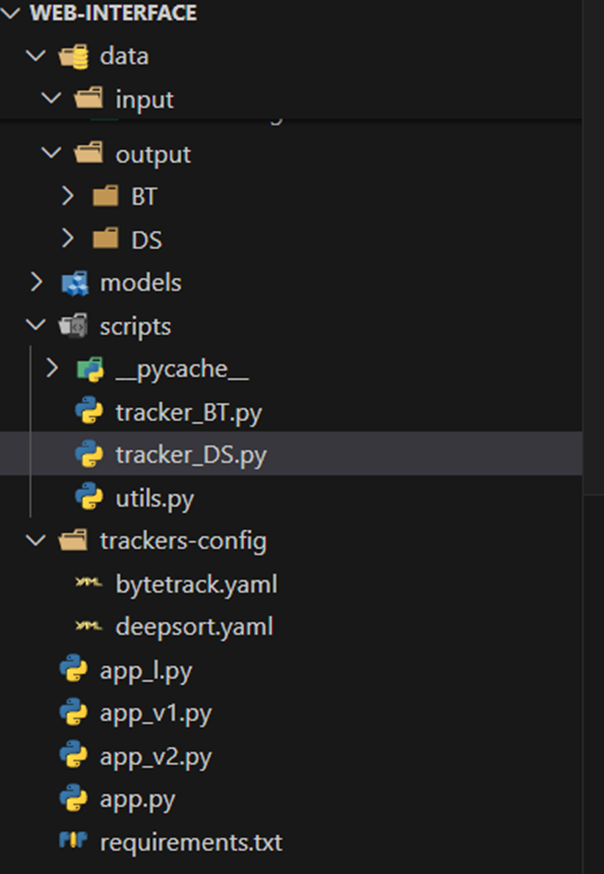 WEB-INTERFACE
data
input
output
BT
DS
models
scripts
__pycache__
tracker_BT.py
tracker_DS.py
utils.py
trackers-config
bytetrack.yaml
deepsort.yaml
app_l.py
app_v1.py
app_v2.py
app.py
requirements.txt